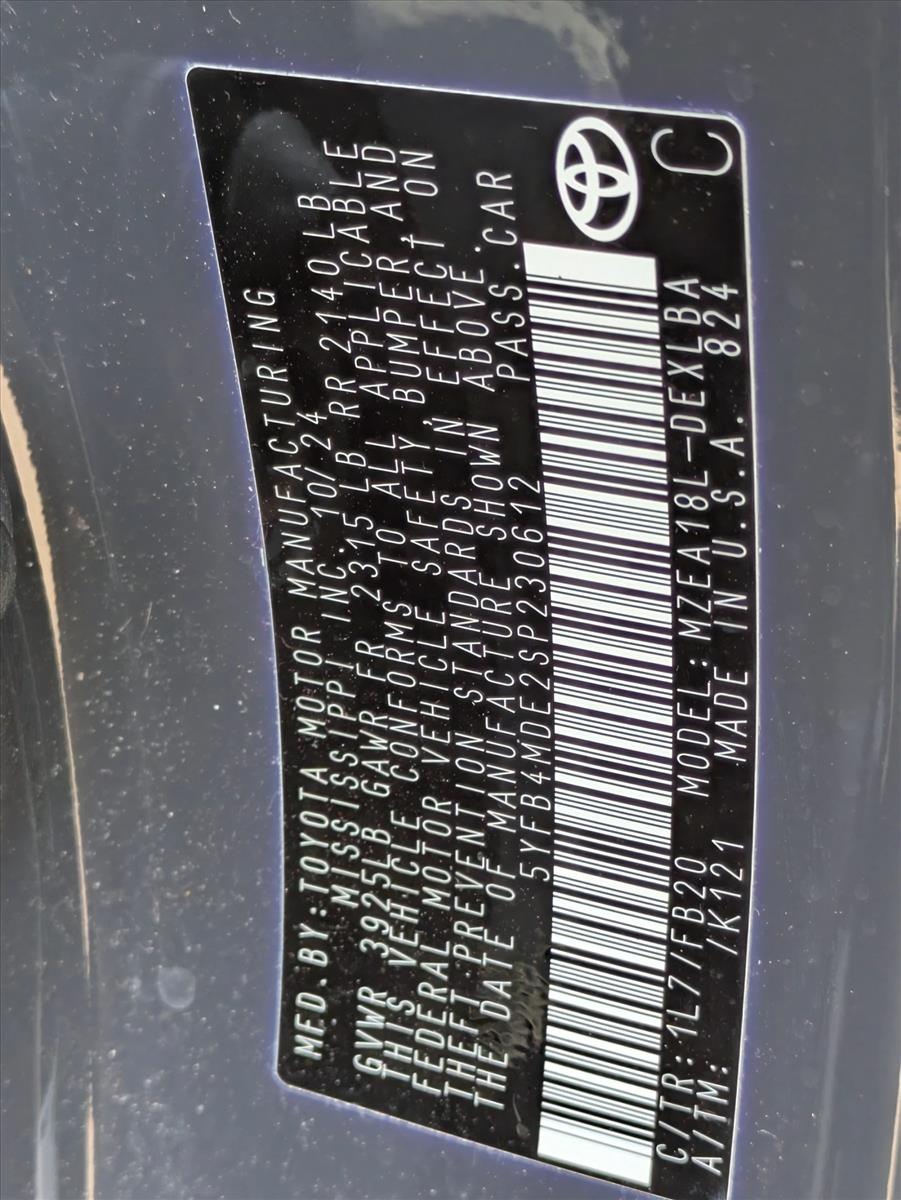 MFD. BY: TOYOTA MOTOR MANUFACTURING
MISSISSIPPI INC. 10/24
GVWR 3925LB GAWR FR 2315 LB RR 2140 LB
THIS VEHICLE CONFORMS TO ALL APPLICABLE
FEDERAL MOTOR VEHICLE SAFETY, BUMPER, AND
THEFT PREVENTION STANDARDS IN EFFECT ON
THE DATE OF MANUFACTURE SHOWN ABOVE.
5YFB4MDE2SP230612 PASS. CAR
C/TR: 1L7/FB20 MODEL: MZEA18L-DEXLBA
A/TM: /K121 MADE IN U.S.A. 824
C